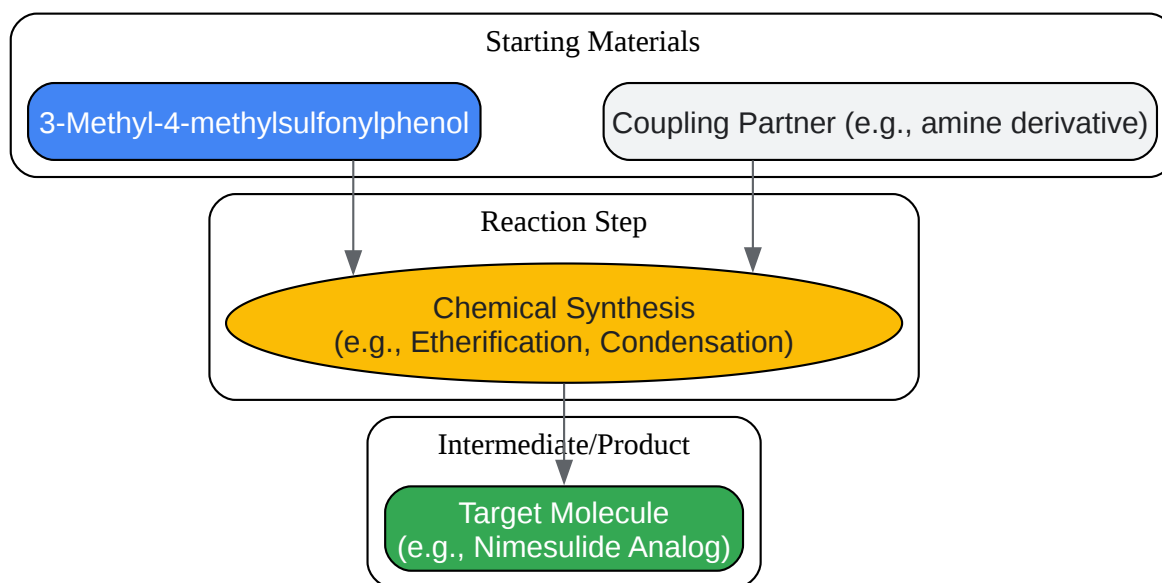 Starting Materials
3-Methyl-4-methylsulfonylphenol
Coupling Partner (e.g., amine derivative)
Reaction Step
Chemical Synthesis
(e.g., Etherification, Condensation)
Intermediate/Product
Target Molecule
(e.g., Nimesulide Analog)